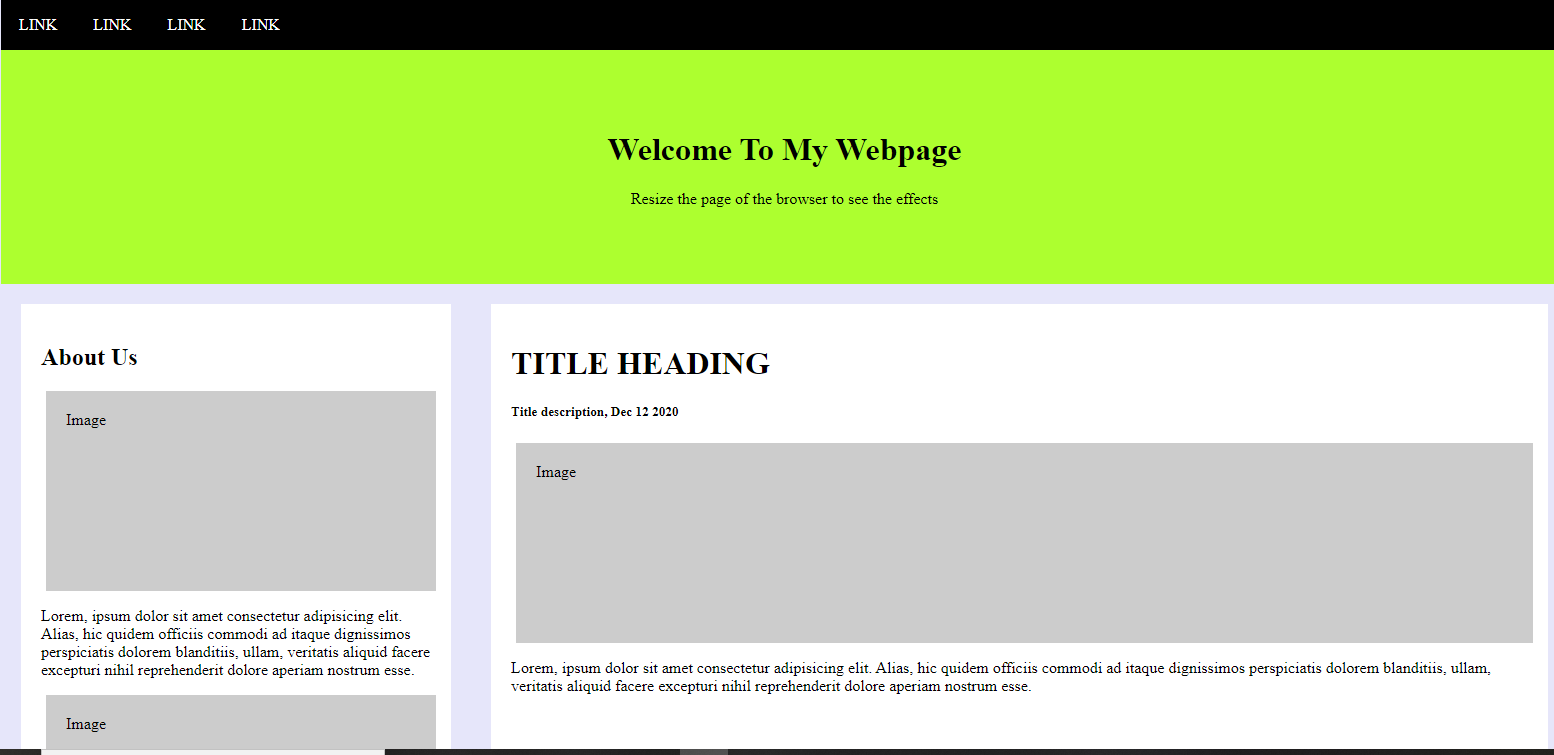 LINK LINK LINK LINK
Welcome To My Webpage
Resize the page of the browser to see the effects
About Us
Image
Lorem, ipsum dolor sit amet consectetur adipisicing elit.
Alias, hic quidem officiis commodi ad itaque dignissimos
perspiciatis dolorem blanditiis, ullam, veritatis aliquid facere
excepturi nihil reprehenderit dolore aperiam nostrum esse.
Image
TITLE HEADING
Title description, Dec 12 2020
Image
Lorem, ipsum dolor sit amet consectetur adipisicing elit. Alias, hic quidem officiis commodi ad itaque dignissimos perspiciatis dolorem blanditiis, ullam,
veritatis aliquid facere excepturi nihil reprehenderit dolore aperiam nostrum esse.